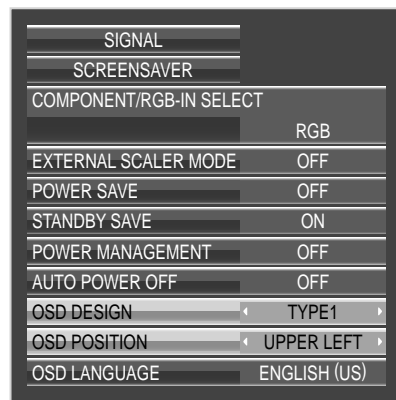 SIGNAL
SCREENSAVER
COMPONENT/RGB-IN SELECT
RGB
EXTERNAL SCALER MODE OFF
POWER SAVE OFF
STANDBY SAVE ON
POWER MANAGEMENT OFF
AUTO POWER OFF OFF
OSD DESIGN TYPE1
OSD POSITION UPPER LEFT
OSD LANGUAGE ENGLISH (US)